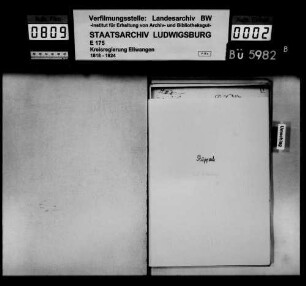 Verfilmungsstelle: Landesarchiv BW
-Institut für Erhaltung von Archiv- und Bibliotheksgut-
STAATSARCHIV LUDWIGSBURG
E 175
Kreisregierung Ellwangen
1818 - 1924
0809
0002
BÜ 5982
B
Umschlag